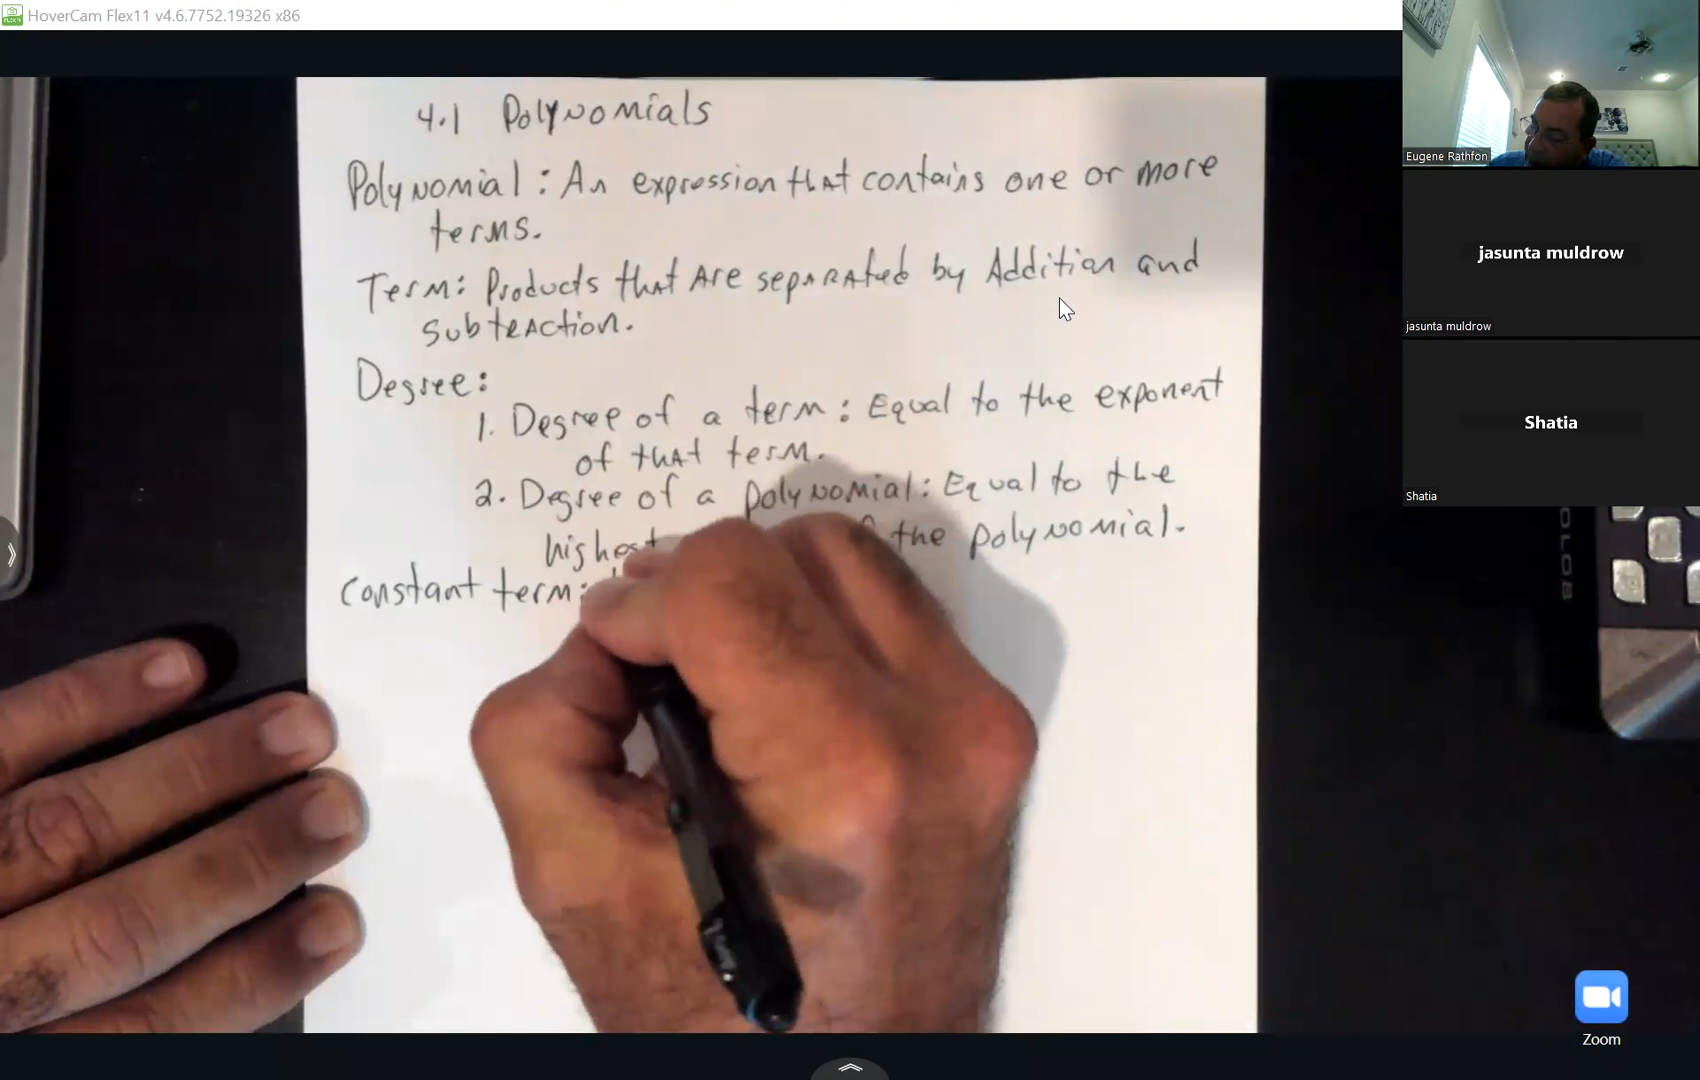 HoverCam Flex11 v4.6.7752.19326 x86
4.1 Polynomials
Polynomial: An expression that contains one or more
terms.
Term: Products that are separated by Addition and
subtraction.
Degree:
1. Degree of a term: Equal to the exponent
of that term.
2. Degree of a polynomial: Equal to the
highest the polynomial.
constant term:
Eugene Rathfon
jasunta muldrow
jasunta muldrow
Shatia
Shatia
Zoom